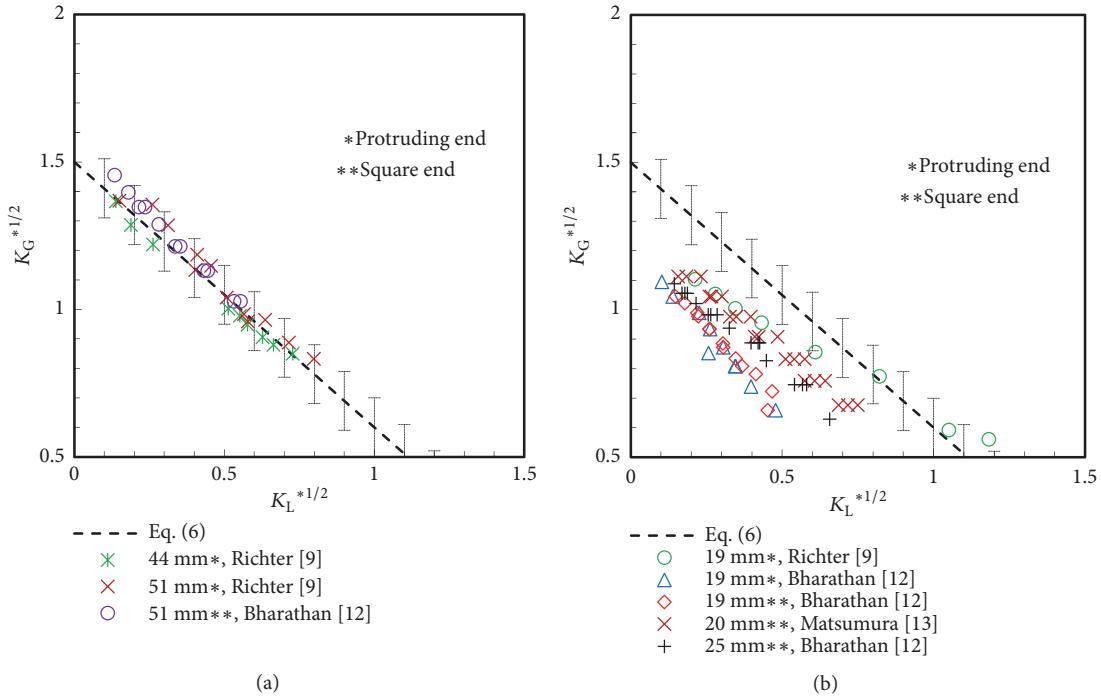 2
1.5
1
0.5
0
0.5
1
1.5
K_G^{*1/2}
K_L^{*1/2}
∗Protruding end
∗∗Square end
Eq. (6)
44 mm∗, Richter [9]
51 mm∗, Richter [9]
51 mm∗∗, Bharathan [12]
(a)
2
1.5
1
0.5
0
0.5
1
1.5
K_G^{*1/2}
K_L^{*1/2}
∗Protruding end
∗∗Square end
Eq. (6)
19 mm∗, Richter [9]
19 mm∗, Bharathan [12]
19 mm∗∗, Bharathan [12]
20 mm∗∗, Matsumura [13]
25 mm∗∗, Bharathan [12]
(b)